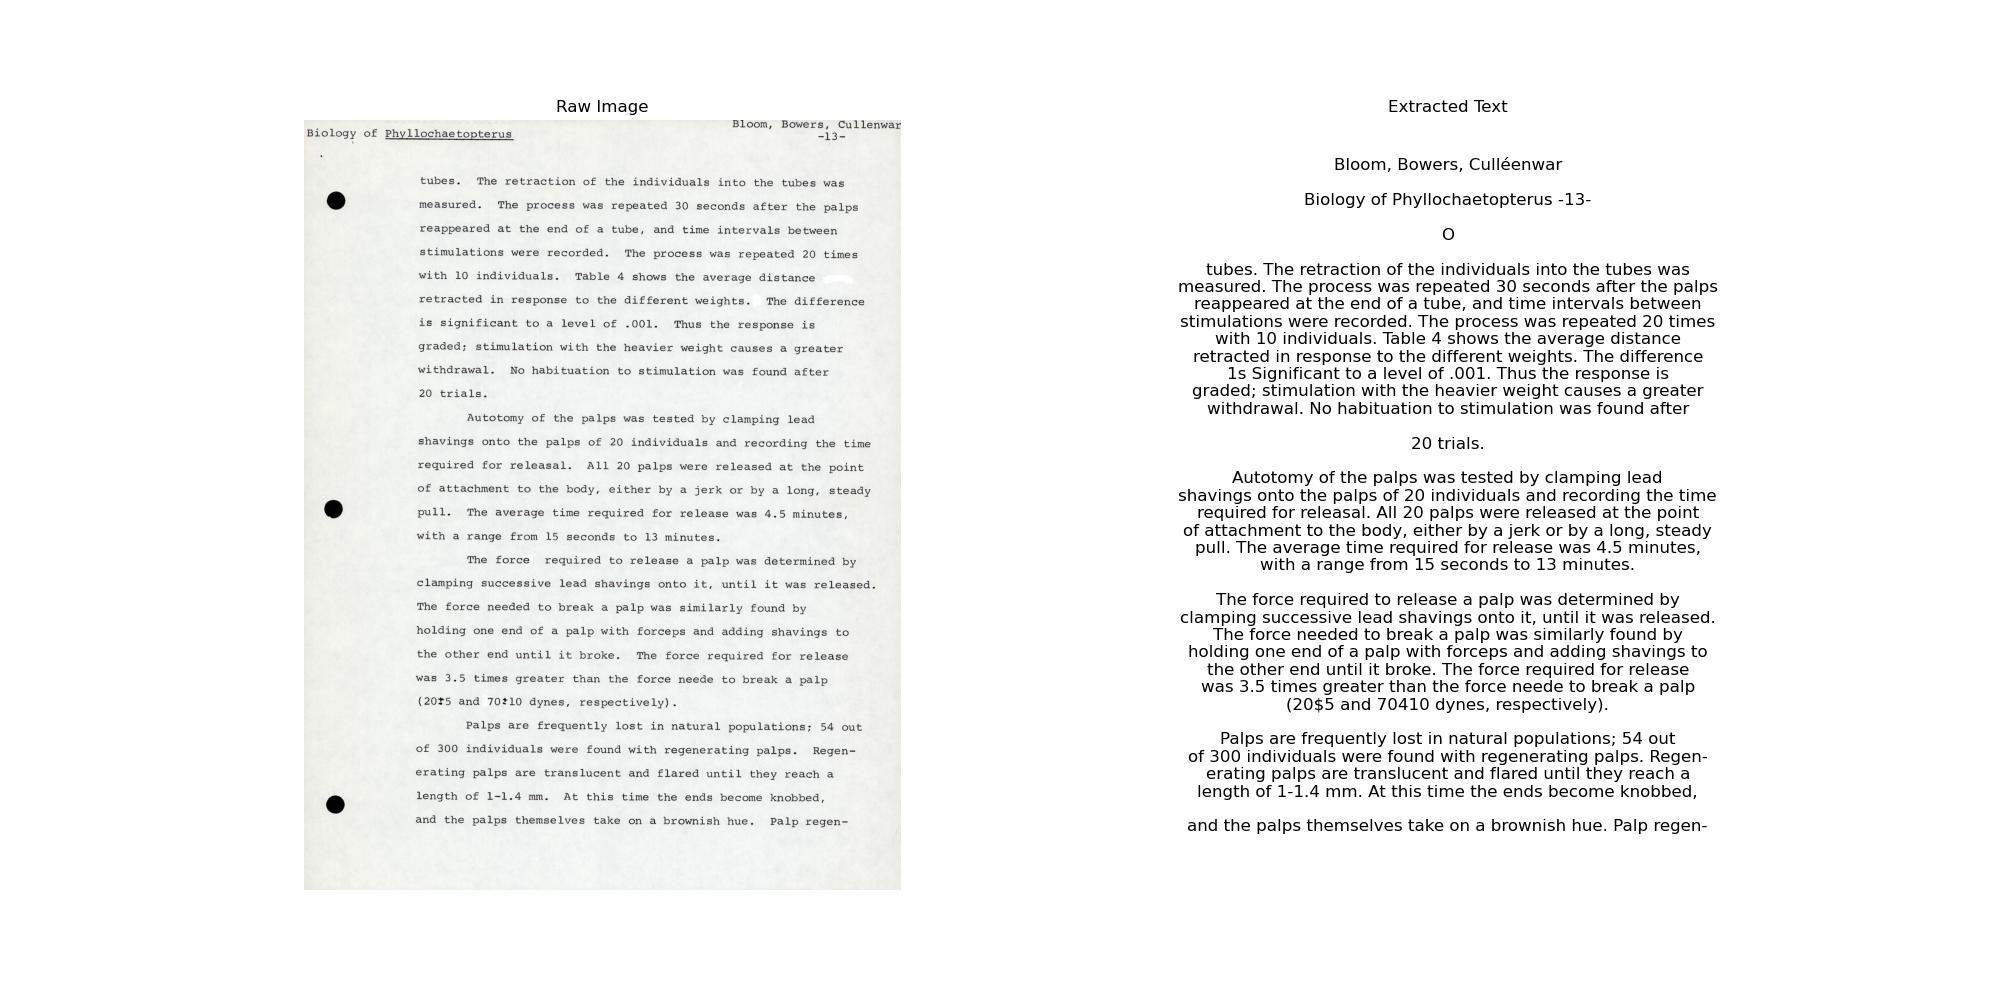 Raw Image
Bloom, Bowers, Cullenwar
Biology of Phyllochaetopterus
-13-
tubes.  The retraction of the individuals into the tubes was
measured.  The process was repeated 30 seconds after the palps
reappeared at the end of a tube, and time intervals between
stimulations were recorded.  The process was repeated 20 times
with 10 individuals.  Table 4 shows the average distance
retracted in response to the different weights.  The difference
is significant to a level of .001.  Thus the response is
graded; stimulation with the heavier weight causes a greater
withdrawal.  No habituation to stimulation was found after
20 trials.
Autotomy of the palps was tested by clamping lead
shavings onto the palps of 20 individuals and recording the time
required for releasal.  All 20 palps were released at the point
of attachment to the body, either by a jerk or by a long, steady
pull.  The average time required for release was 4.5 minutes,
with a range from 15 seconds to 13 minutes.
The force  required to release a palp was determined by
clamping successive lead shavings onto it, until it was released.
The force needed to break a palp was similarly found by
holding one end of a palp with forceps and adding shavings to
the other end until it broke.  The force required for release
was 3.5 times greater than the force neede to break a palp
(20±5 and 70±10 dynes, respectively).
Palps are frequently lost in natural populations; 54 out
of 300 individuals were found with regenerating palps.  Regen-
erating palps are translucent and flared until they reach a
length of 1-1.4 mm.  At this time the ends become knobbed,
and the palps themselves take on a brownish hue.  Palp regen-
Extracted Text
Bloom, Bowers, Culléenwar
Biology of Phyllochaetopterus -13-
O
tubes. The retraction of the individuals into the tubes was
measured. The process was repeated 30 seconds after the palps
reappeared at the end of a tube, and time intervals between
stimulations were recorded. The process was repeated 20 times
with 10 individuals. Table 4 shows the average distance
retracted in response to the different weights. The difference
1s Significant to a level of .001. Thus the response is
graded; stimulation with the heavier weight causes a greater
withdrawal. No habituation to stimulation was found after
20 trials.
Autotomy of the palps was tested by clamping lead
shavings onto the palps of 20 individuals and recording the time
required for releasal. All 20 palps were released at the point
of attachment to the body, either by a jerk or by a long, steady
pull. The average time required for release was 4.5 minutes,
with a range from 15 seconds to 13 minutes.
The force required to release a palp was determined by
clamping successive lead shavings onto it, until it was released.
The force needed to break a palp was similarly found by
holding one end of a palp with forceps and adding shavings to
the other end until it broke. The force required for release
was 3.5 times greater than the force neede to break a palp
(20$5 and 70410 dynes, respectively).
Palps are frequently lost in natural populations; 54 out
of 300 individuals were found with regenerating palps. Regen-
erating palps are translucent and flared until they reach a
length of 1-1.4 mm. At this time the ends become knobbed,
and the palps themselves take on a brownish hue. Palp regen-